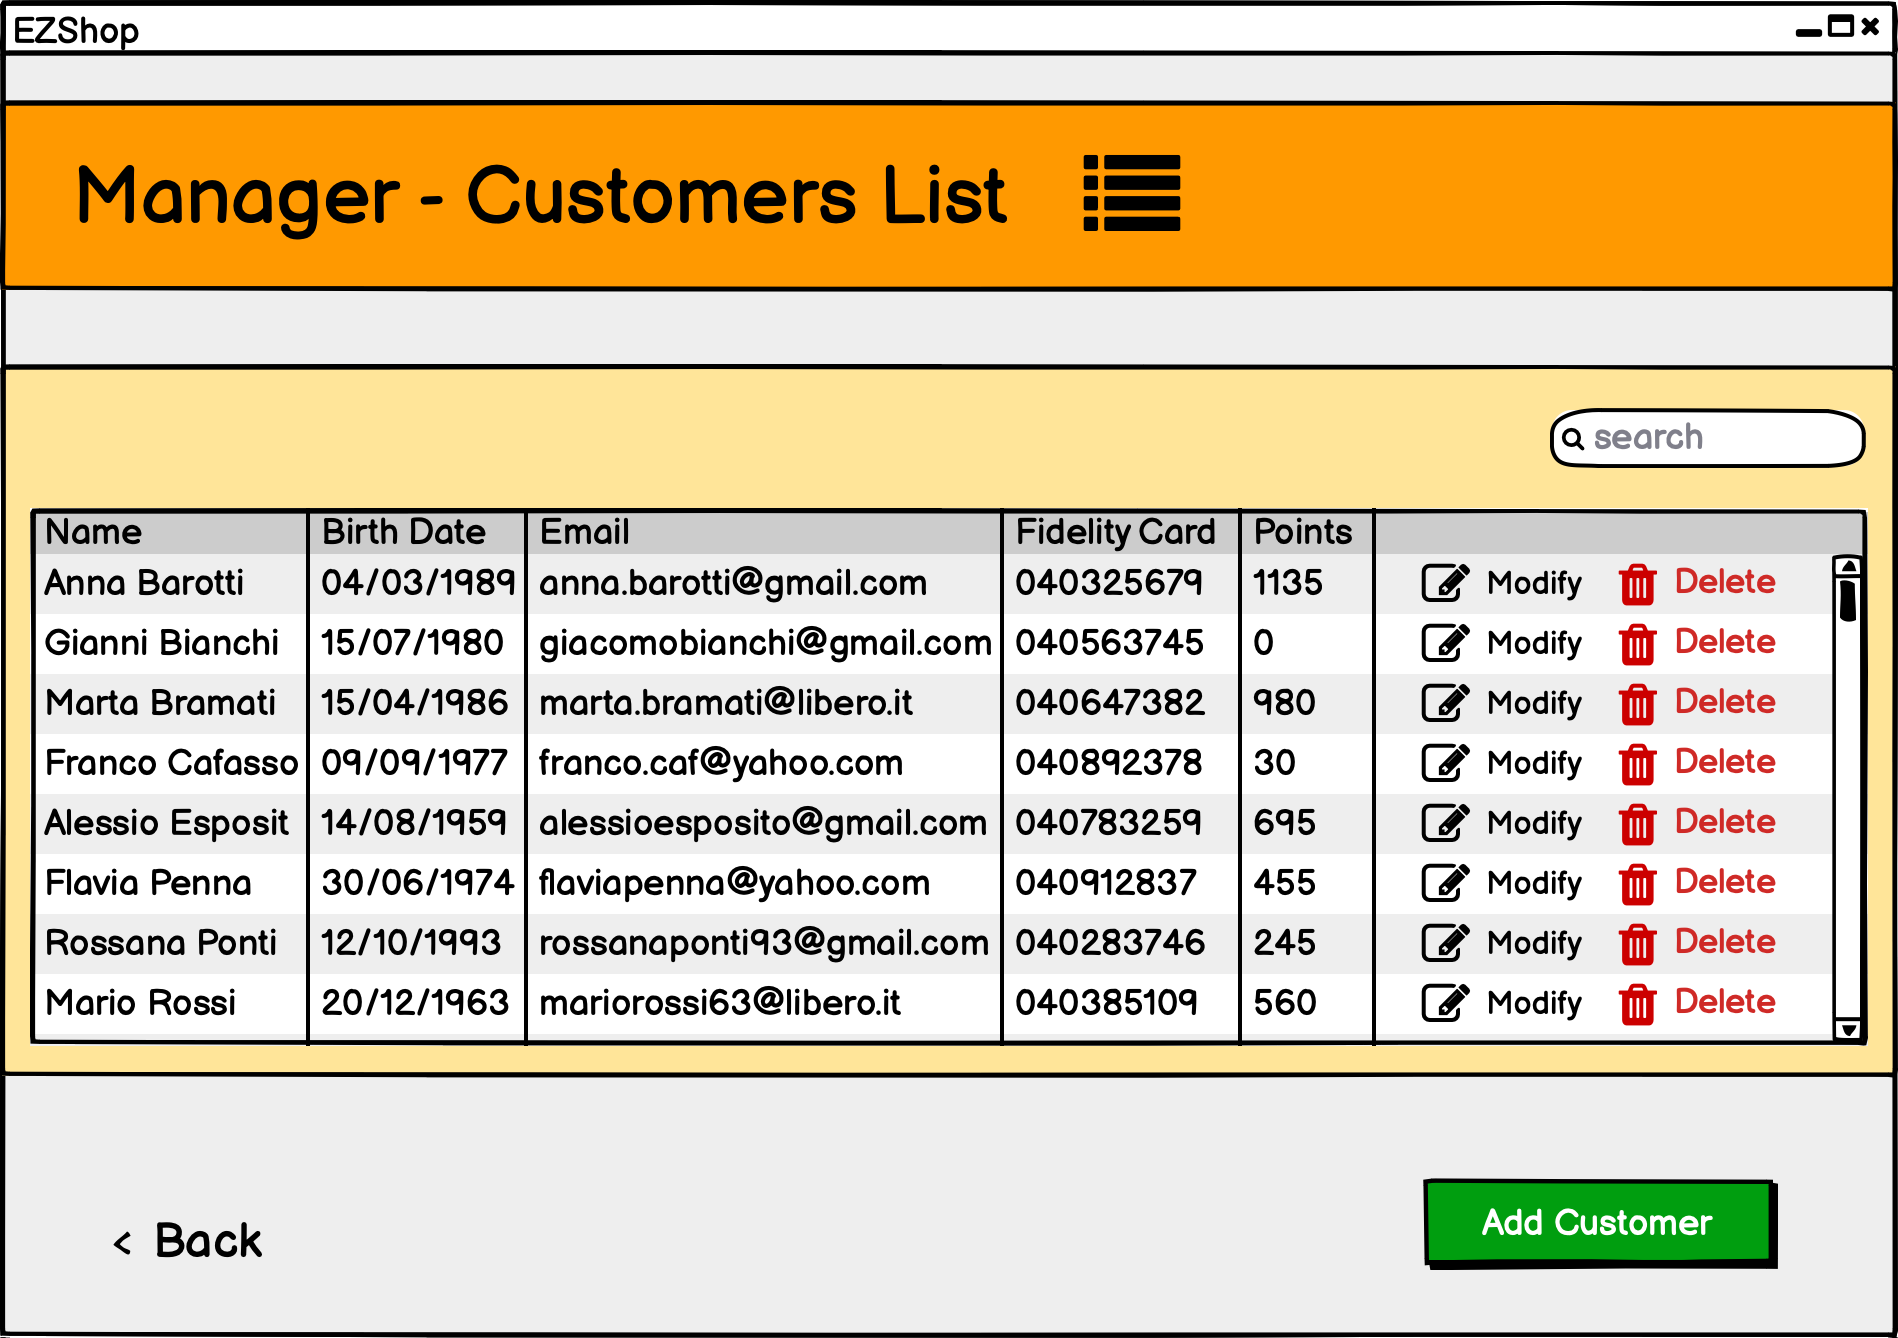 EZShop
Manager - Customers List
search
Name Birth Date Email Fidelity Card Points
Anna Barotti 04/03/1989 anna.barotti@gmail.com 040325679 1135 Modify Delete
Gianni Bianchi 15/07/1980 giacomobianchi@gmail.com 040563745 0 Modify Delete
Marta Bramati 15/04/1986 marta.bramati@libero.it 040647382 980 Modify Delete
Franco Cafasso 09/09/1977 franco.caf@yahoo.com 040892378 30 Modify Delete
Alessio Esposit 14/08/1959 alessioesposito@gmail.com 040783259 695 Modify Delete
Flavia Penna 30/06/1974 flaviapenna@yahoo.com 040912837 455 Modify Delete
Rossana Ponti 12/10/1993 rossanaponti93@gmail.com 040283746 245 Modify Delete
Mario Rossi 20/12/1963 mariorossi63@libero.it 040385109 560 Modify Delete
< Back
Add Customer